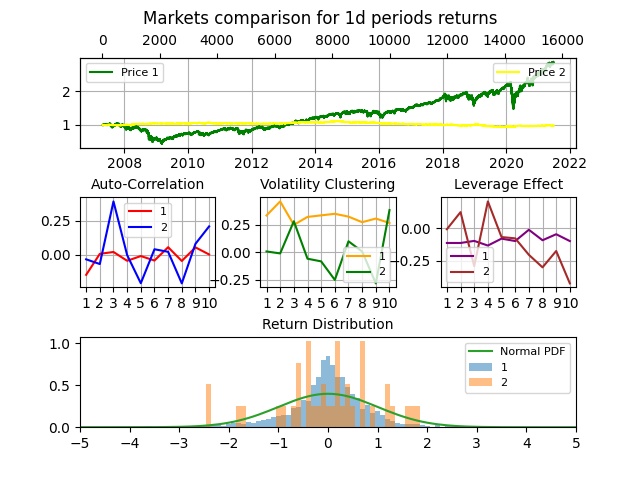 Markets comparison for 1d periods returns
0 2000 4000 6000 8000 10000 12000 14000 16000
Price 1
Price 2
2
1
2008 2010 2012 2014 2016 2018 2020 2022
Auto-Correlation
Volatility Clustering
Leverage Effect
0.25
0.00
1
2
1 2 3 4 5 6 7 8 9 10
0.25
0.00
−0.25
1
2
1 2 3 4 5 6 7 8 9 10
0.00
−0.25
1
2
1 2 3 4 5 6 7 8 9 10
Return Distribution
1.0
0.5
0.0
Normal PDF
1
2
−5 −4 −3 −2 −1 0 1 2 3 4 5